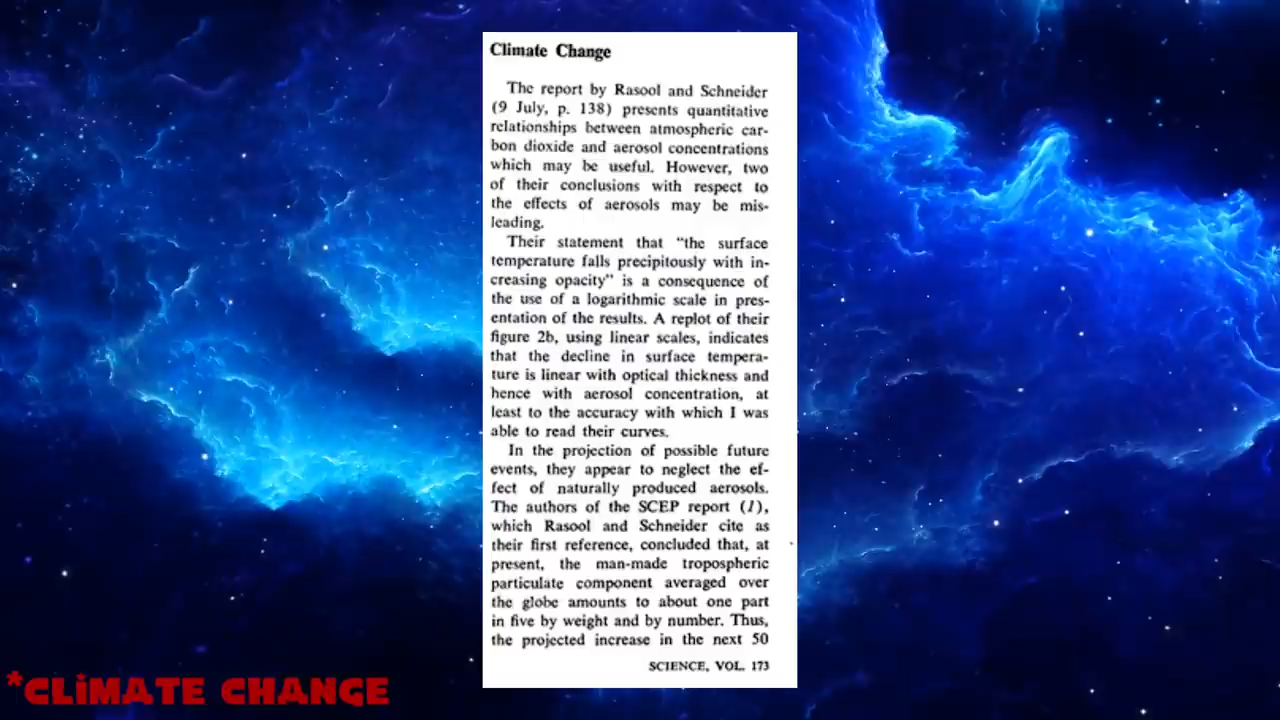 Climate Change
The report by Rasool and Schneider
(9 July, p. 138) presents quantitative
relationships between atmospheric car-
bon dioxide and aerosol concentrations
which may be useful. However, two
of their conclusions with respect to
the effects of aerosols may be mis-
leading.
Their statement that "the surface
temperature falls precipitously with in-
creasing opacity" is a consequence of
the use of a logarithmic scale in pres-
entation of the results. A replot of their
figure 2b, using linear scales, indicates
that the decline in surface tempera-
ture is linear with optical thickness and
hence with aerosol concentration, at
least to the accuracy with which I was
able to read their curves.
In the projection of possible future
events, they appear to neglect the ef-
fect of naturally produced aerosols.
The authors of the SCEP report (1),
which Rasool and Schneider cite as
their first reference, concluded that, at
present, the man-made tropospheric
particulate component averaged over
the globe amounts to about one part
in five by weight and by number. Thus,
the projected increase in the next 50
SCIENCE, VOL. 173
*CLiMATE CHANGE